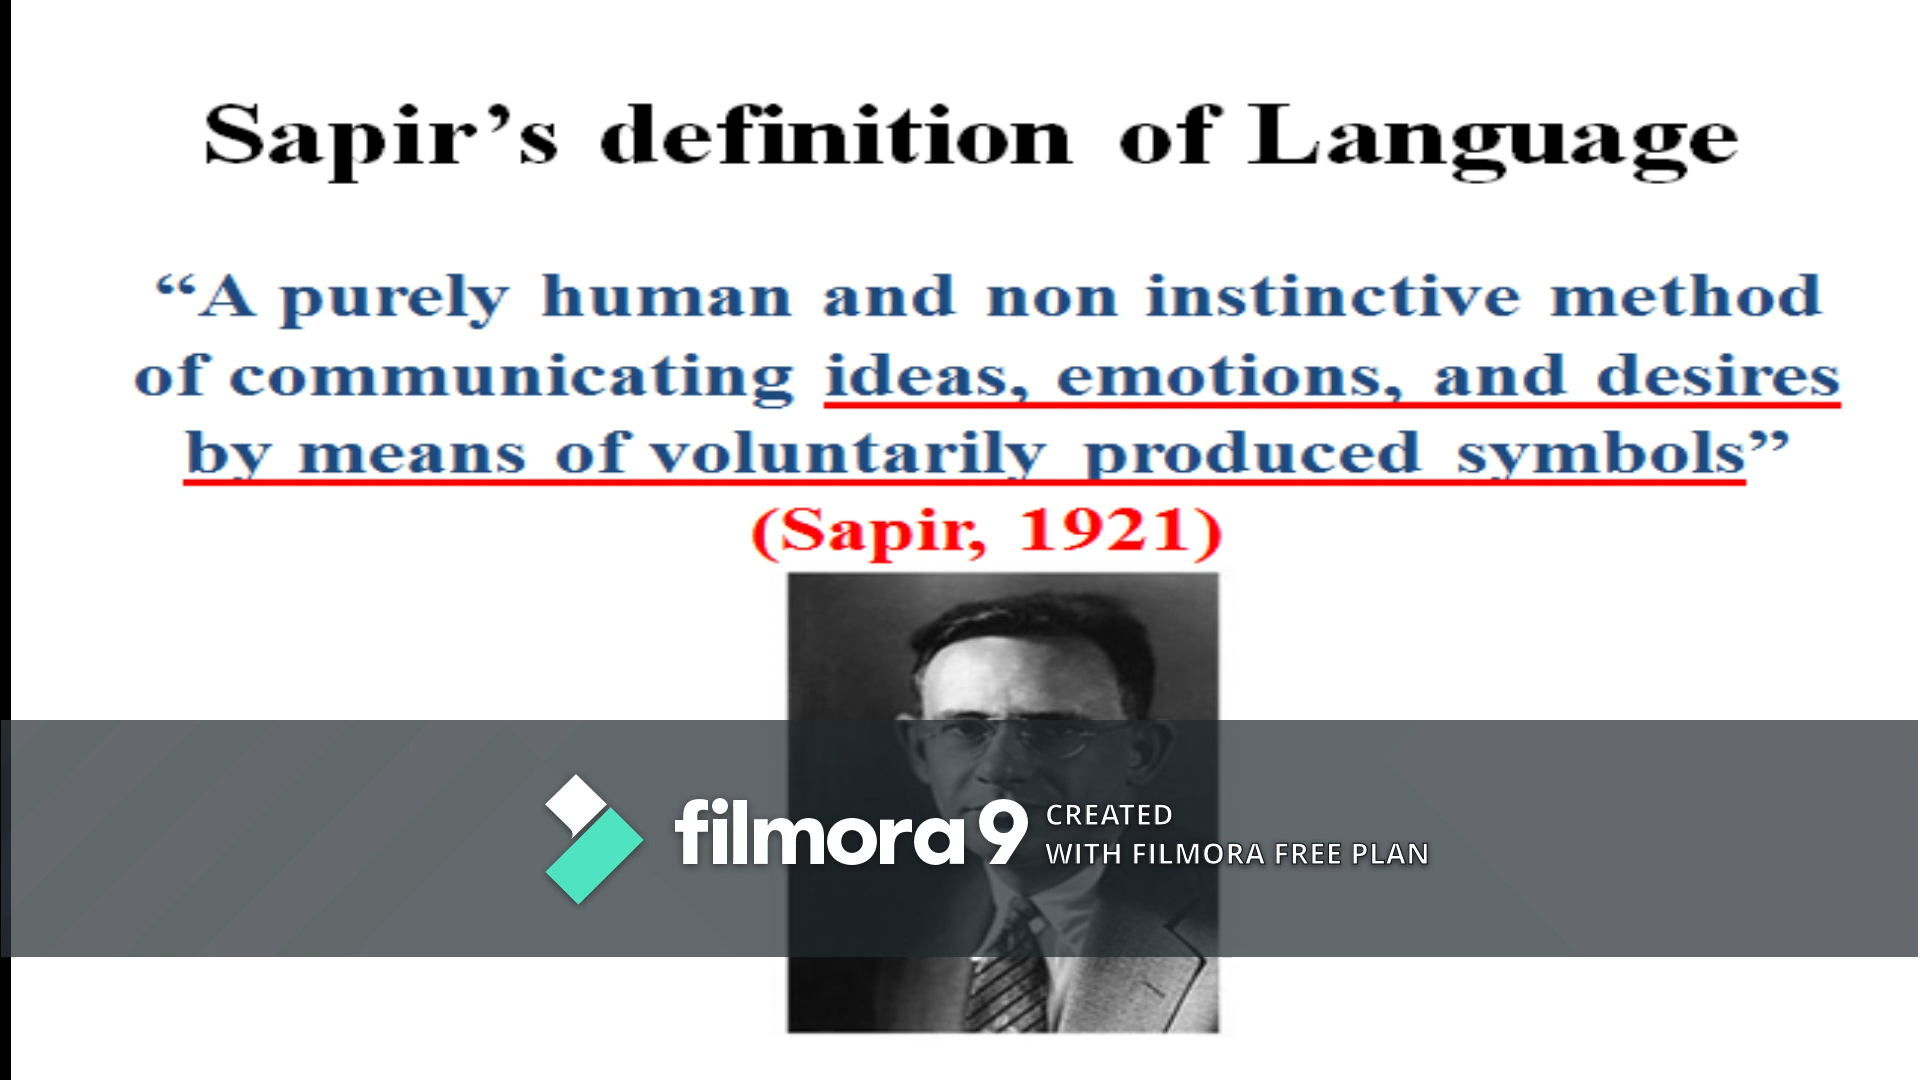 Sapir’s definition of Language
“A purely human and non instinctive method
of communicating ideas, emotions, and desires
by means of voluntarily produced symbols”
(Sapir, 1921)
filmora9 CREATED
WITH FILMORA FREE PLAN